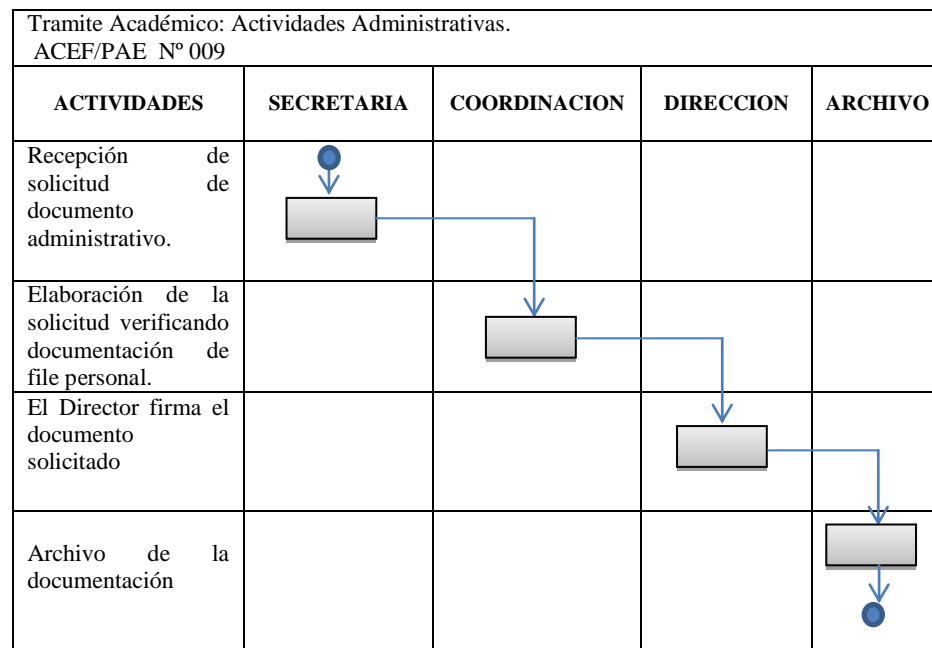 Tramite Académico: Actividades Administrativas.
ACEF/PAE Nº 009
ACTIVIDADES SECRETARIA COORDINACION DIRECCION ARCHIVO
Recepción de
solicitud de
documento
administrativo.
Elaboración de la
solicitud verificando
documentación de
file personal.
El Director firma el
documento
solicitado
Archivo de la
documentación